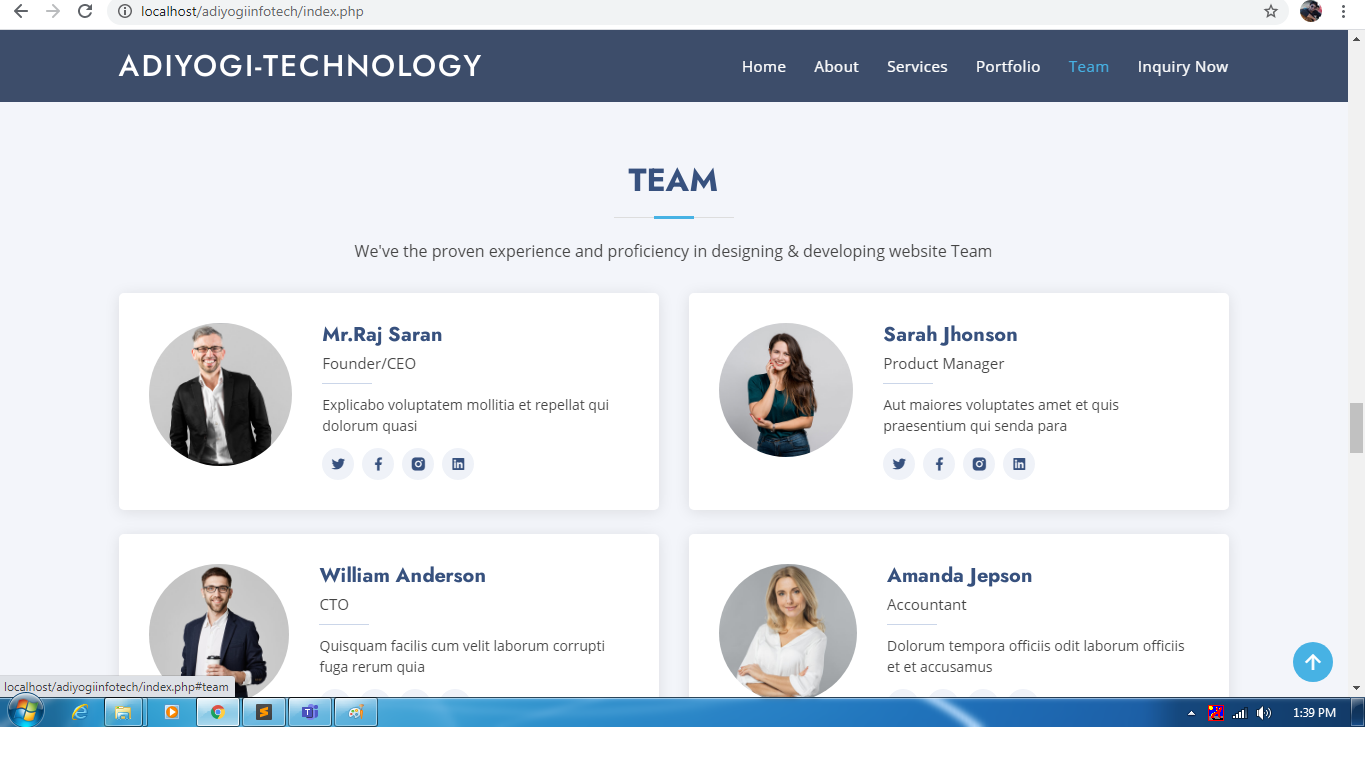 localhost/adiyogiinfotech/index.php
ADIYOGI-TECHNOLOGY
Home About Services Portfolio Team Inquiry Now
TEAM
We've the proven experience and proficiency in designing & developing website Team
Mr.Raj Saran
Founder/CEO
Explicabo voluptatem mollitia et repellat qui
dolorum quasi
Sarah Jhonson
Product Manager
Aut maiores voluptates amet et quis
praesentium qui senda para
William Anderson
CTO
Quisquam facilis cum velit laborum corrupti
fuga rerum quia
Amanda Jepson
Accountant
Dolorum tempora officiis odit laborum officiis
et et accusamus
localhost/adiyogiinfotech/index.php#team
1:39 PM